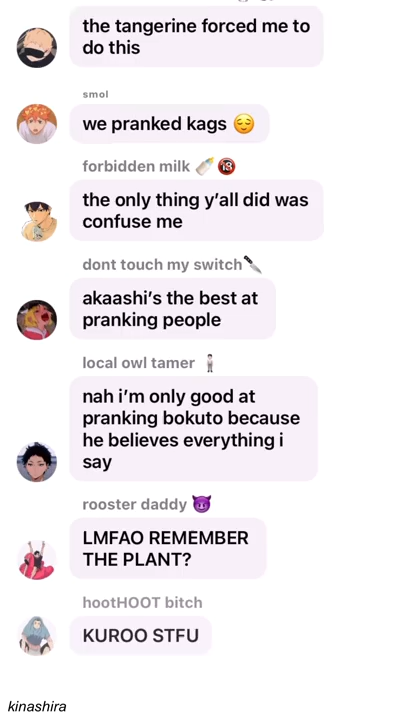 the tangerine forced me to
do this
smol
we pranked kags 😌
forbidden milk 🍼🔞
the only thing y’all did was
confuse me
dont touch my switch🔪
akaashi’s the best at
pranking people
local owl tamer 🧍🏻‍♂️
nah i’m only good at
pranking bokuto because
he believes everything i
say
rooster daddy 😈
LMFAO REMEMBER
THE PLANT?
hootHOOT bitch
KUROO STFU
kinashira